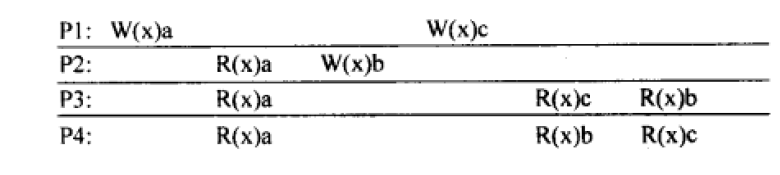 P1: W(x)a W(x)c
P2: R(x)a W(x)b
P3: R(x)a R(x)c R(x)b
P4: R(x)a R(x)b R(x)c